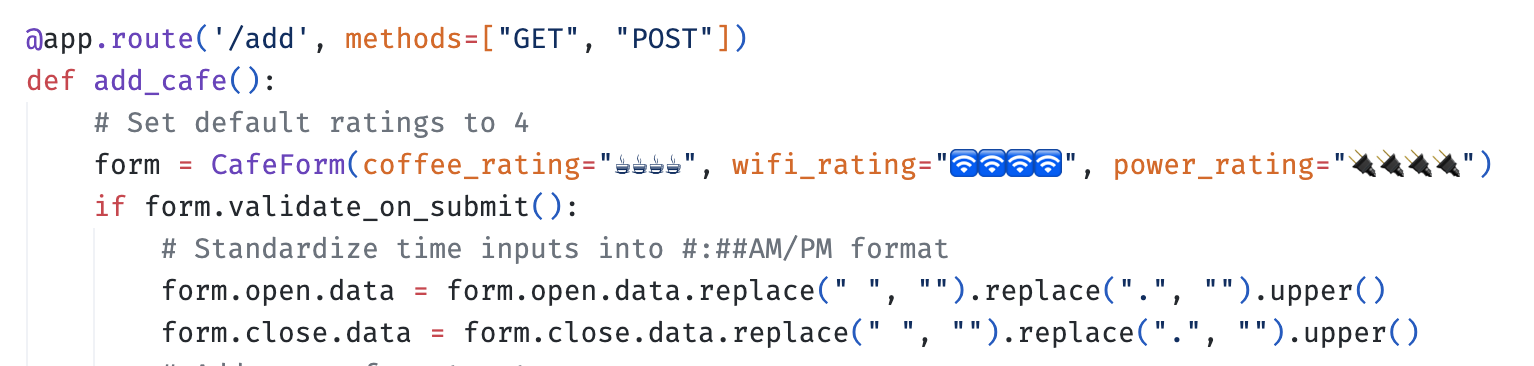 @app.route('/add', methods=["GET", "POST"])
def add_cafe():
# Set default ratings to 4
form = CafeForm(coffee_rating="☕☕☕☕", wifi_rating="🛜🛜🛜🛜", power_rating="🔌🔌🔌🔌")
if form.validate_on_submit():
# Standardize time inputs into #:##AM/PM format
form.open.data = form.open.data.replace(" ", "").replace(".", "").upper()
form.close.data = form.close.data.replace(" ", "").replace(".", "").upper()